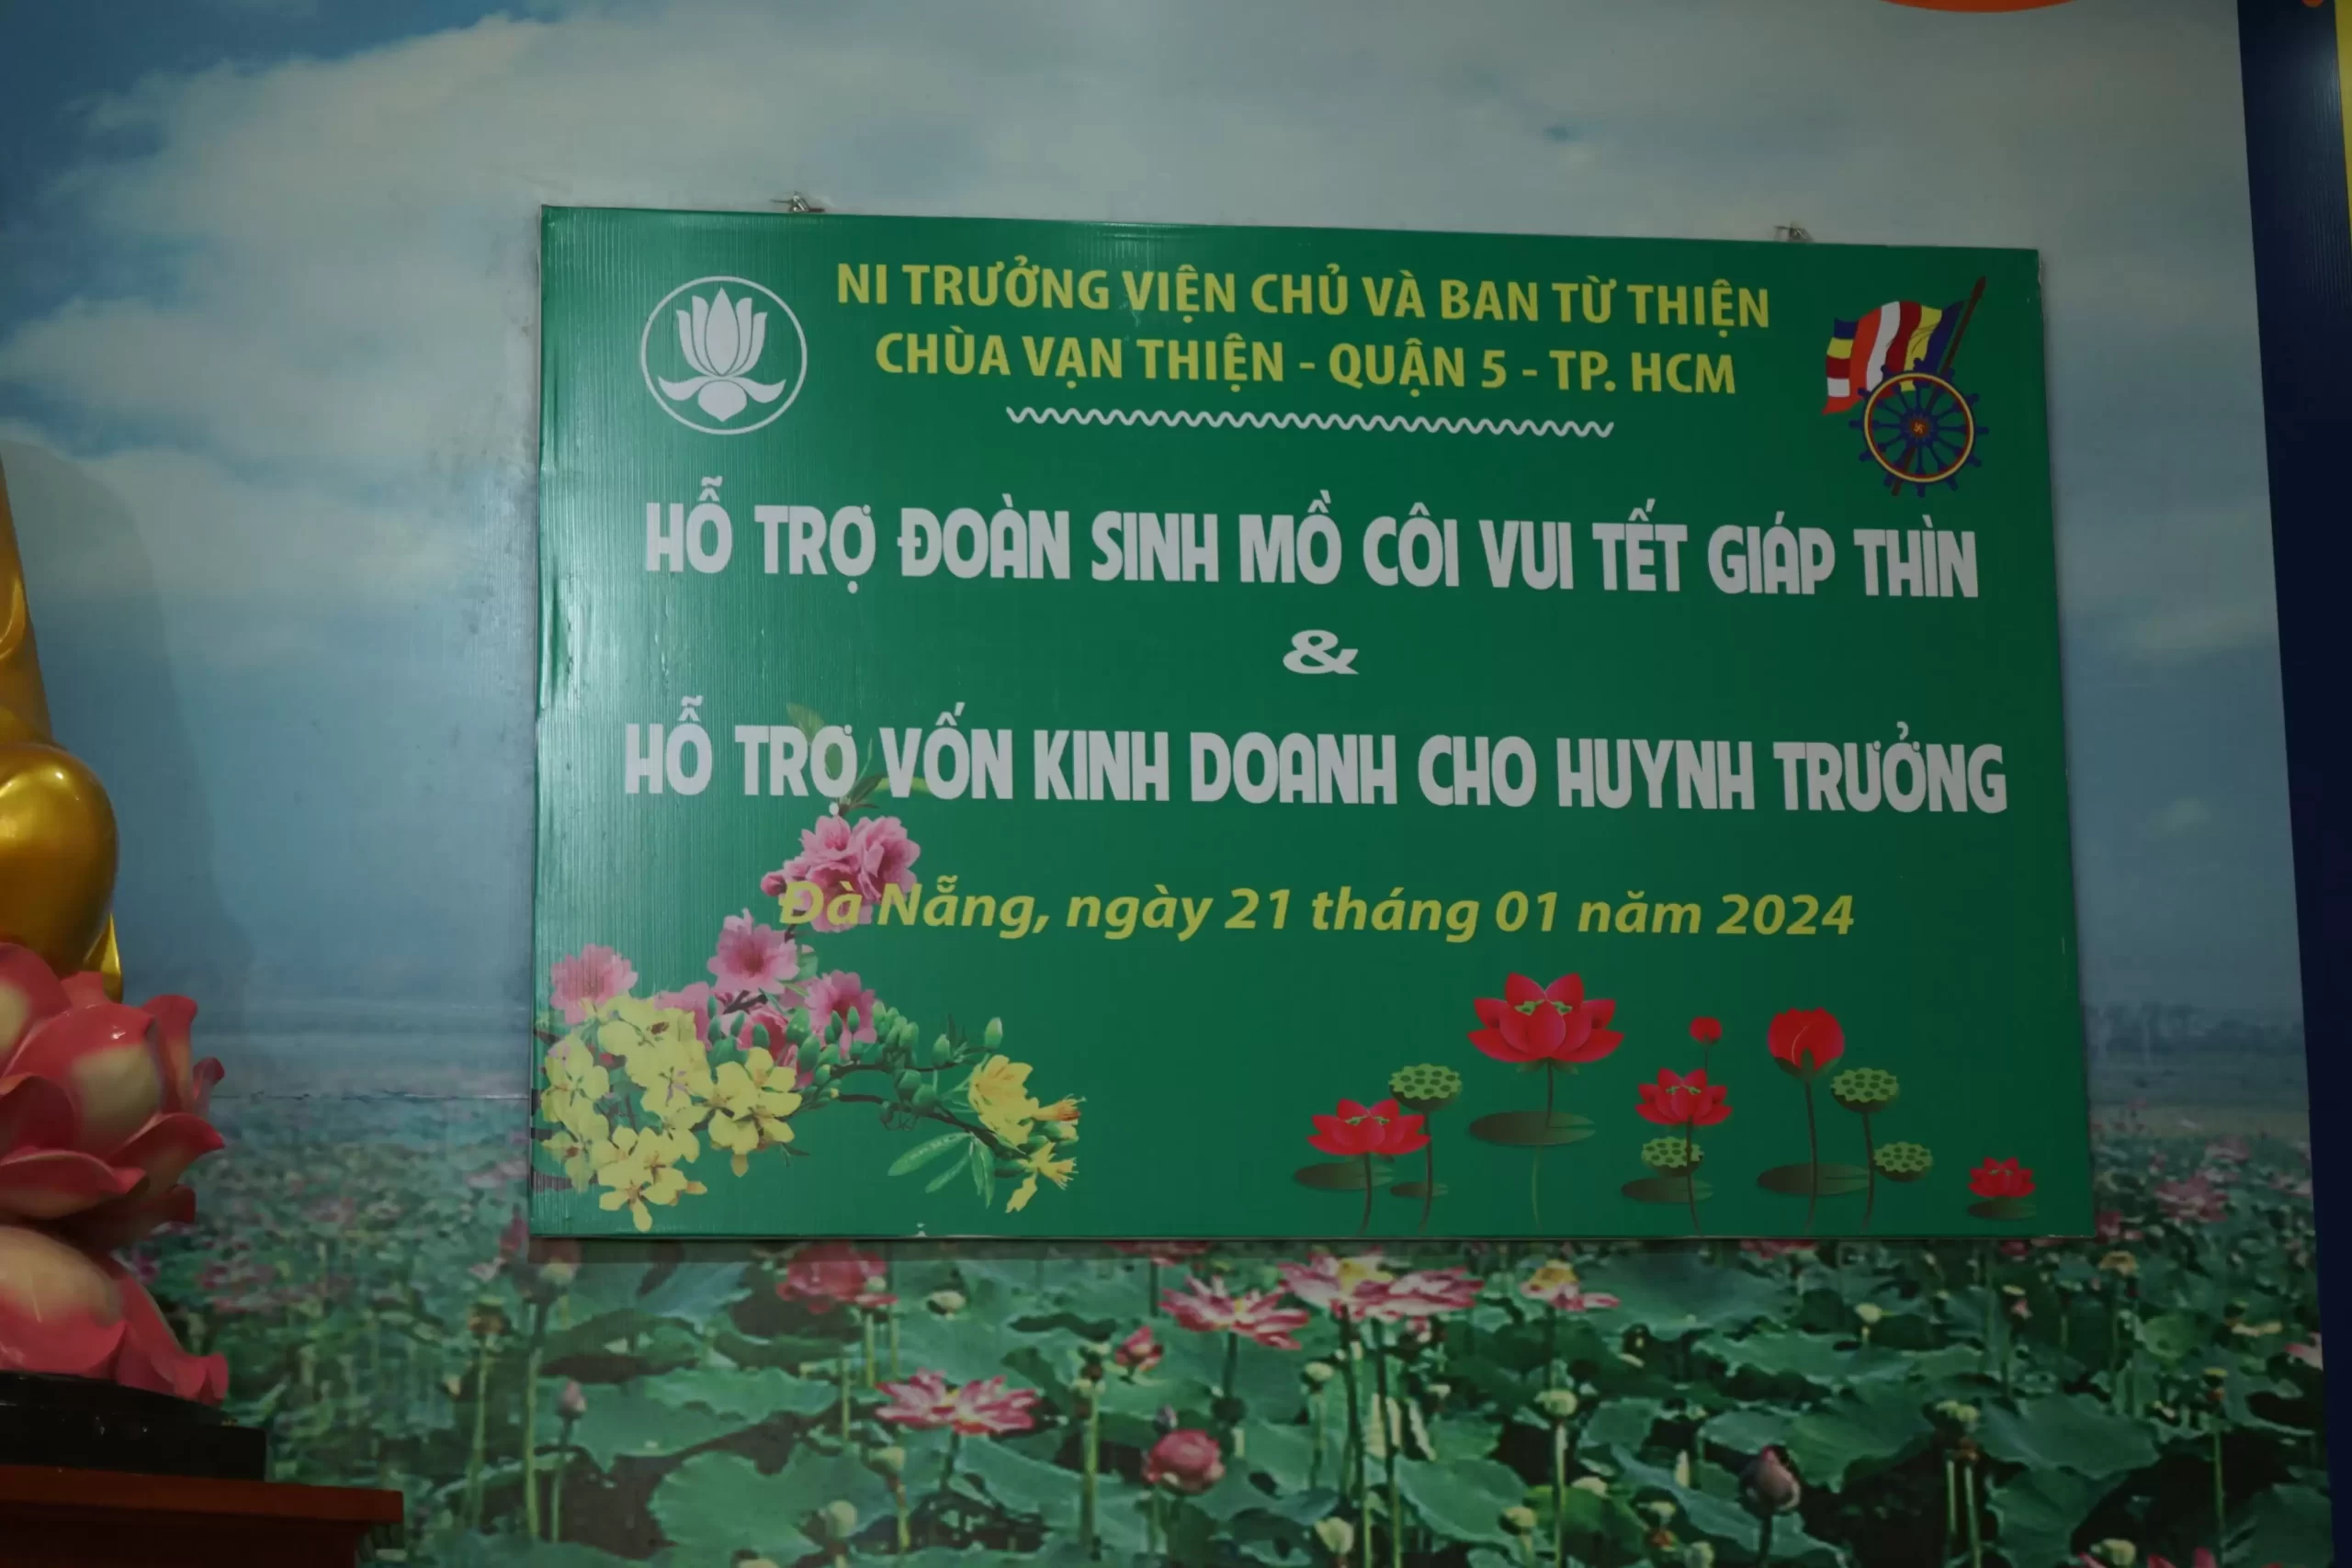 NI TRƯỞNG VIỆN CHỦ VÀ BAN TỪ THIỆN
CHÙA VẠN THIỆN - QUẬN 5 - TP. HCM
HỖ TRỢ ĐOÀN SINH MỒ CÔI VUI TẾT GIÁP THÌN
&
HỖ TRỢ VỐN KINH DOANH CHO HUYNH TRƯỞNG
Đà Nẵng, ngày 21 tháng 01 năm 2024